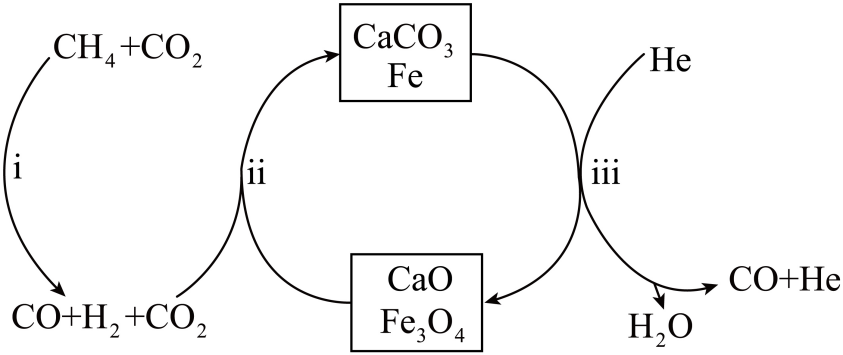 CH₄+CO₂
i
CO+H₂+CO₂
ii
CaCO₃
Fe
CaO
Fe₃O₄
He
iii
CO+He
H₂O